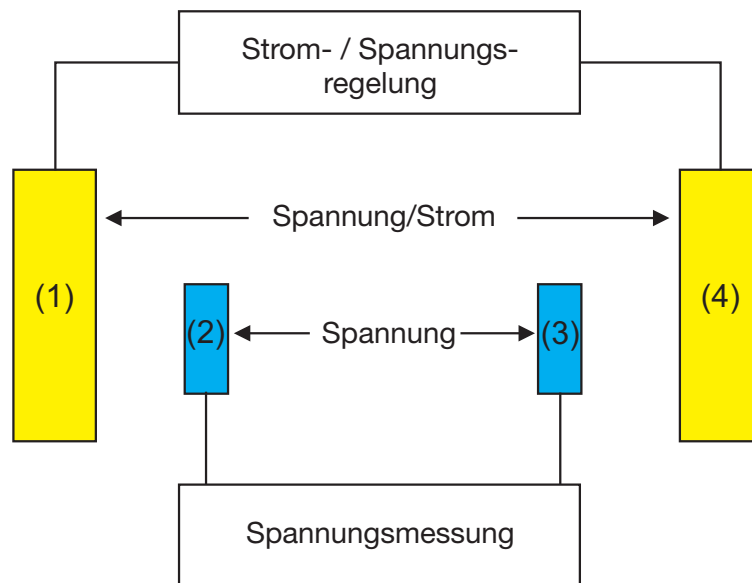 Strom- / Spannungs-
regelung
Spannung/Strom
(1)
(4)
(2)
Spannung
(3)
Spannungsmessung